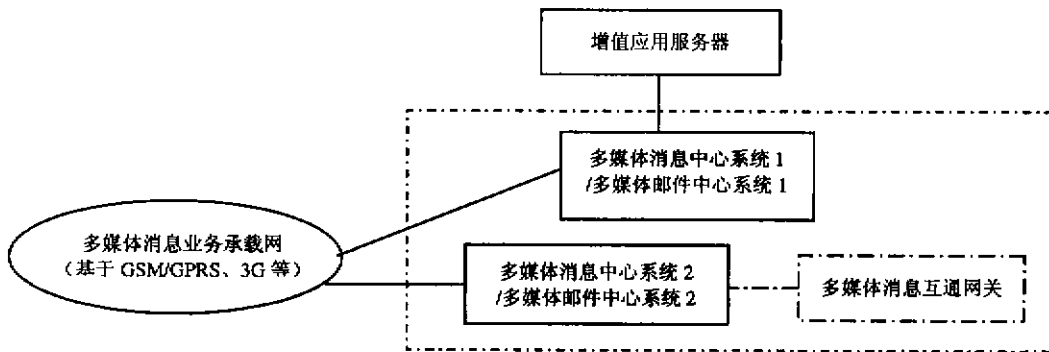 增值应用服务器
多媒体消息中心系统 1
/多媒体邮件中心系统 1
多媒体消息业务承载网
（基于 GSM/GPRS、3G 等）
多媒体消息中心系统 2
/多媒体邮件中心系统 2
多媒体消息互通网关